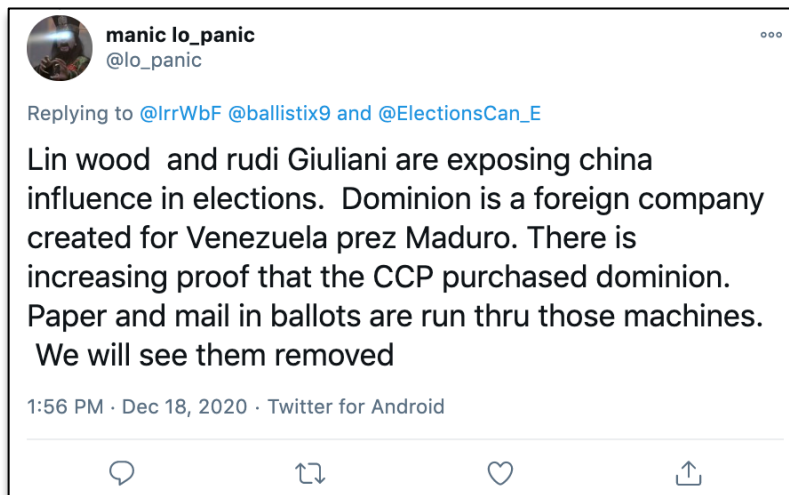 manic lo_panic
@lo_panic
Replying to @IrrWbF @ballistix9 and @ElectionsCan_E
Lin wood  and rudi Giuliani are exposing china
influence in elections.  Dominion is a foreign company
created for Venezuela prez Maduro. There is
increasing proof that the CCP purchased dominion.
Paper and mail in ballots are run thru those machines.
 We will see them removed
1:56 PM · Dec 18, 2020 · Twitter for Android